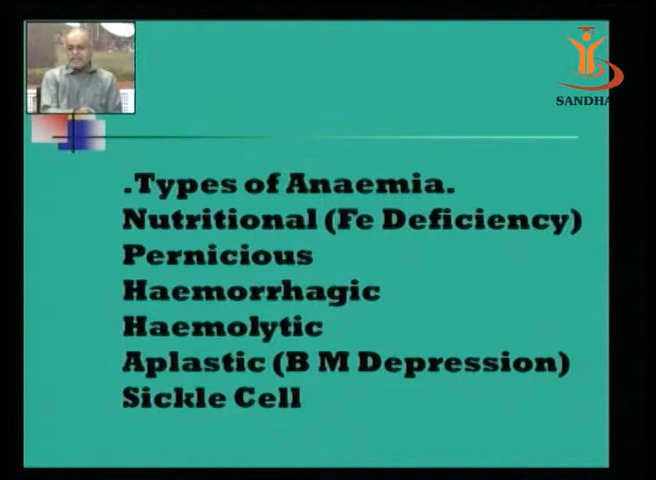 SANDHA
.Types of Anaemia.
Nutritional (Fe Deficiency)
Pernicious
Haemorrhagic
Haemolytic
Aplastic (B M Depression)
Sickle Cell